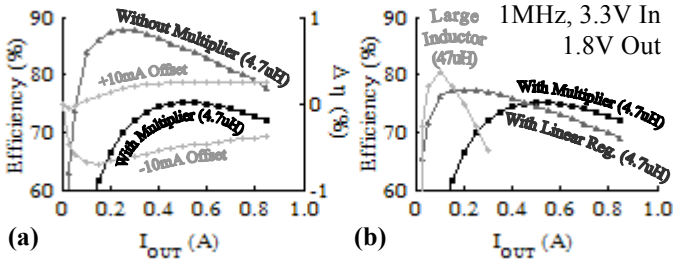 Efficiency (%)
90
80
70
60
0
0.2
0.4
0.6
0.8
1.0
1
0
-1
Δ η (%)
Without Multiplier (4.7uH)
+10mA Offset
With Multiplier (4.7uH)
-10mA Offset
(a)
I_OUT (A)
Efficiency (%)
90
80
70
60
0
0.2
0.4
0.6
0.8
1.0
Large
Inductor
(47uH)
1MHz, 3.3V In
1.8V Out
With Multiplier (4.7uH)
With Linear Reg. (4.7uH)
(b)
I_OUT (A)